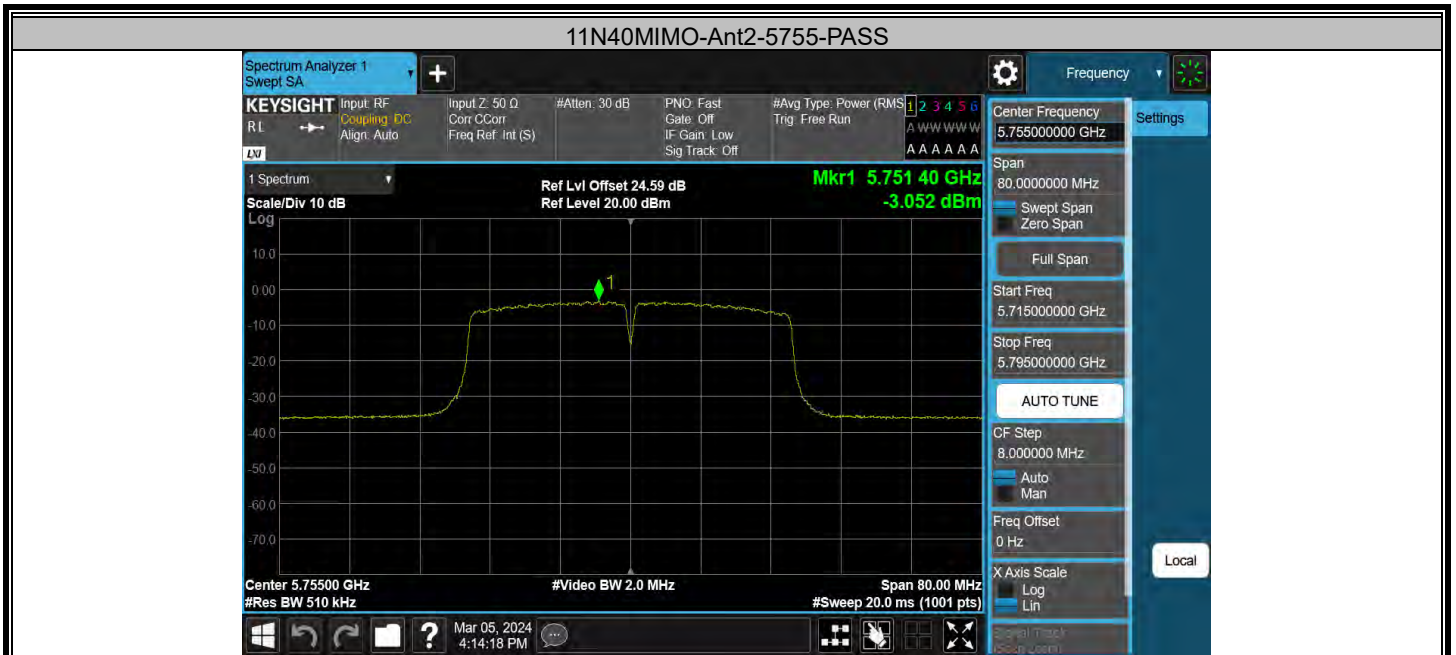 11N40MIMO-Ant2-5755-PASS
Spectrum Analyzer 1
Swept SA
+
Frequency
KEYSIGHT
RL
LXI
Input: RF
Coupling: DC
Align: Auto
Input Z: 50 Ω
Corr CCorr
Freq Ref: Int (S)
#Atten: 30 dB
PNO: Fast
Gate: Off
IF Gain: Low
Sig Track: Off
#Avg Type: Power (RMS
Trig: Free Run
1 2 3 4 5 6
A W W W W W
A A A A A A
1 Spectrum
Scale/Div 10 dB
Log
Ref Lvl Offset 24.59 dB
Ref Level 20.00 dBm
Mkr1 5.751 40 GHz
-3.052 dBm
10.0
0.00
-10.0
-20.0
-30.0
-40.0
-50.0
-60.0
-70.0
1
Center 5.75500 GHz
#Res BW 510 kHz
#Video BW 2.0 MHz
Span 80.00 MHz
#Sweep 20.0 ms (1001 pts)
Center Frequency
5.755000000 GHz
Settings
Span
80.0000000 MHz
Swept Span
Zero Span
Full Span
Start Freq
5.715000000 GHz
Stop Freq
5.795000000 GHz
AUTO TUNE
CF Step
8.000000 MHz
Auto
Man
Freq Offset
0 Hz
X Axis Scale
Log
Lin
Signal Track
(Span Zoom)
Local
?
Mar 05, 2024
4:14:18 PM